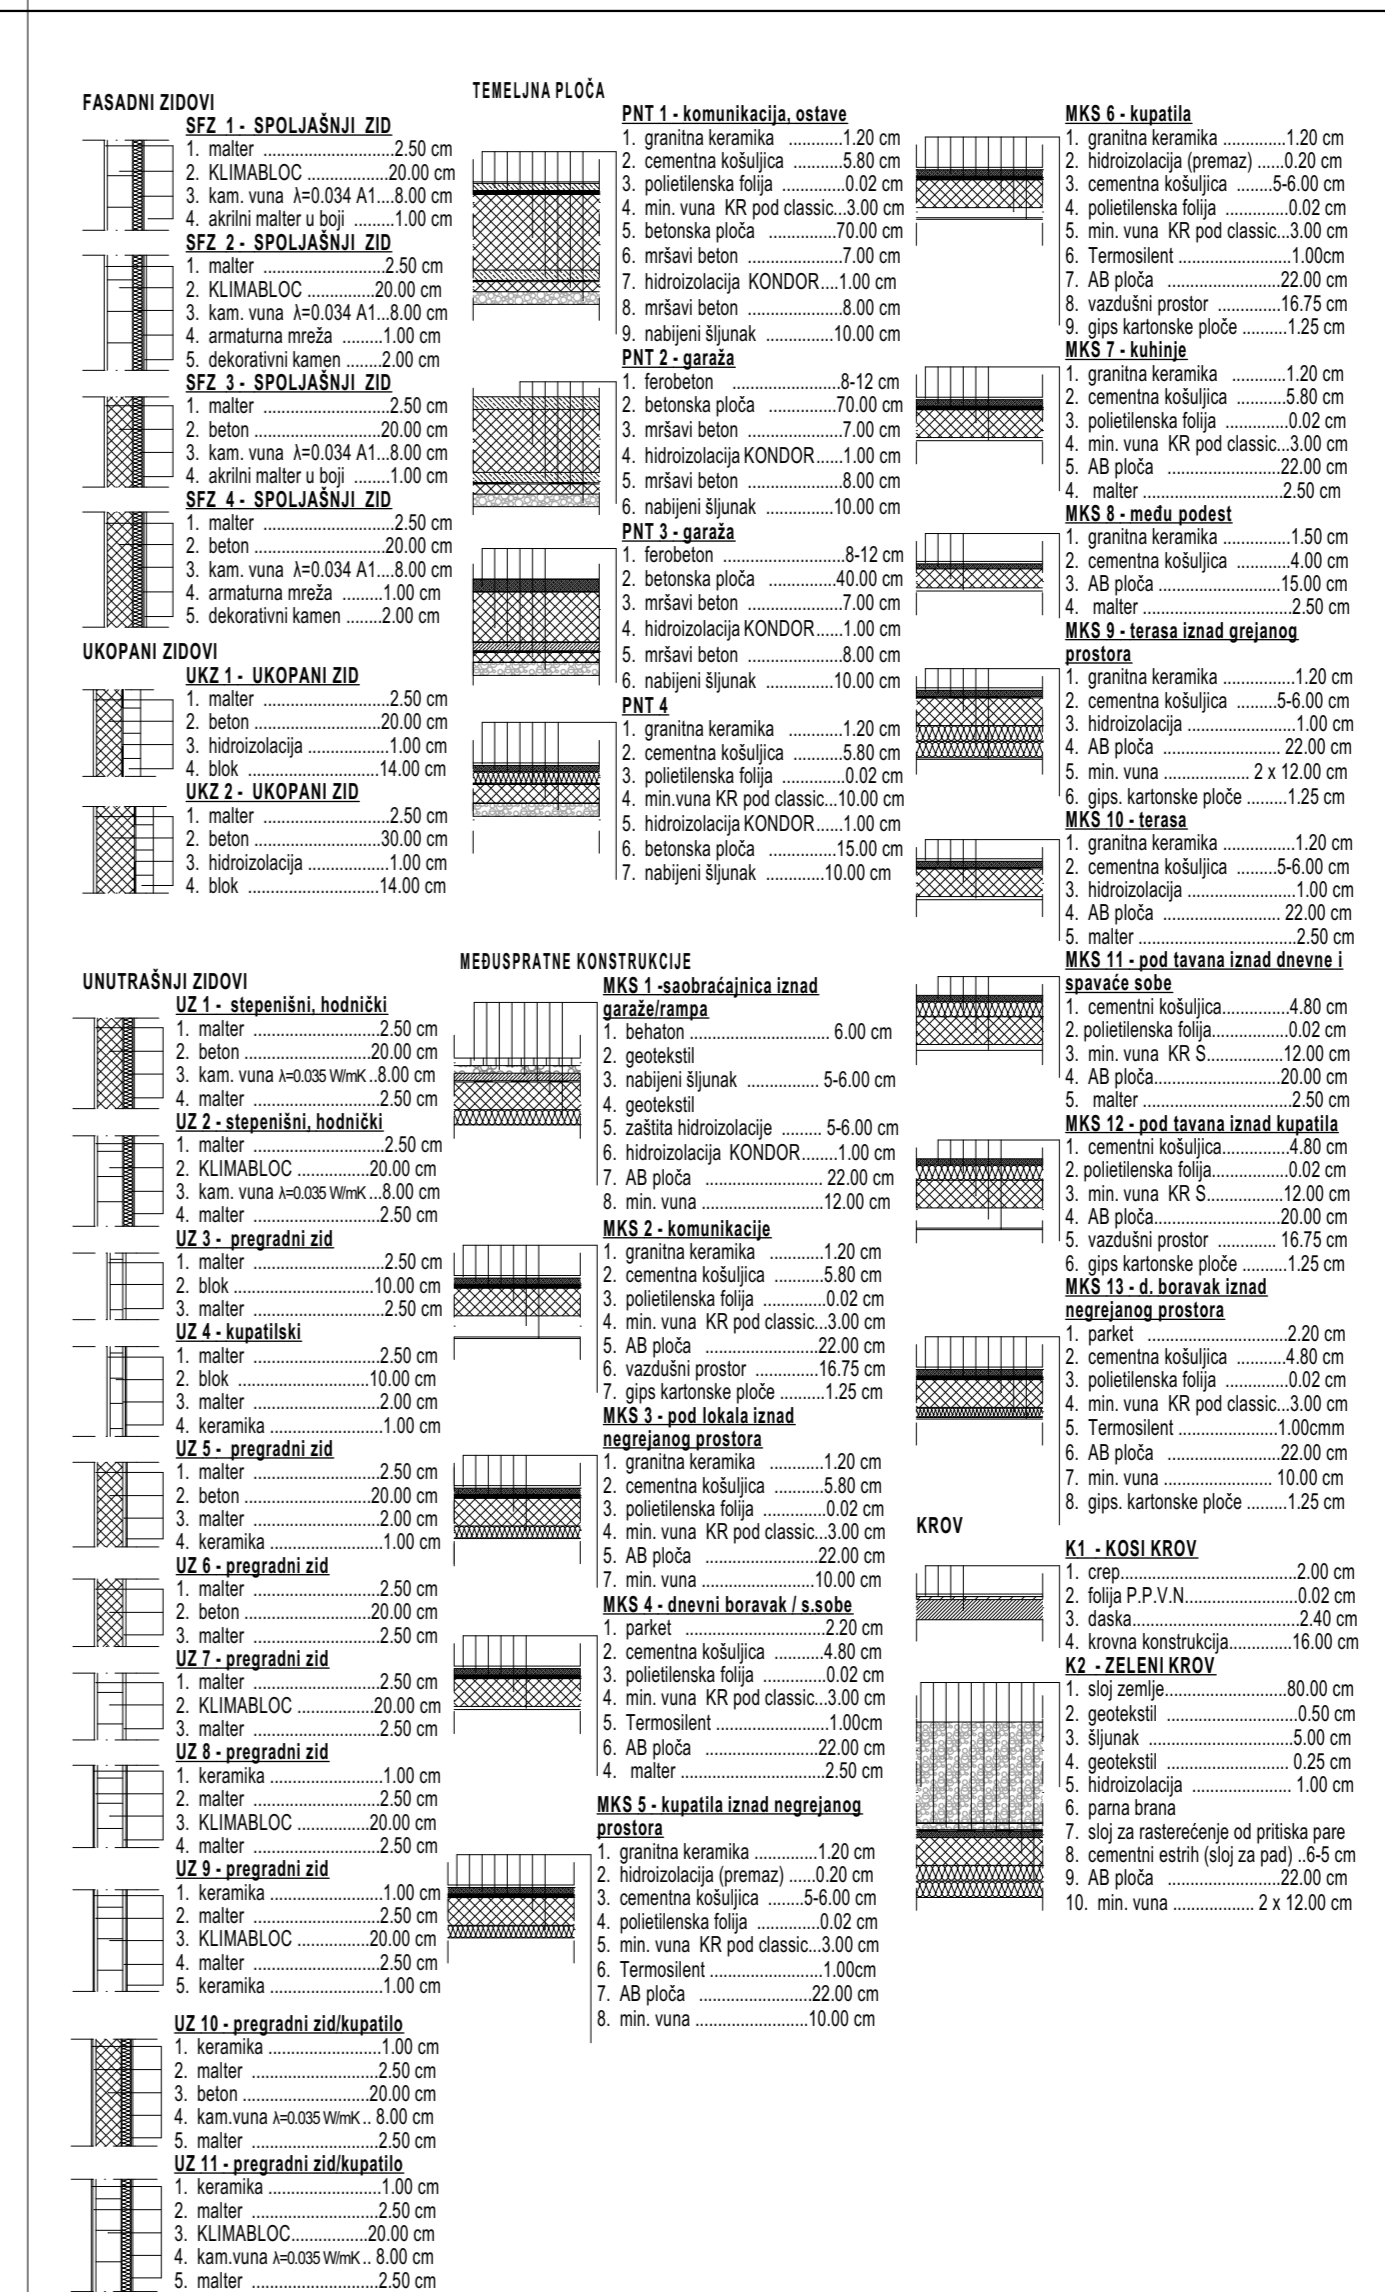 FASADNI ZIDOVI
SFZ 1 - SPOLJAŠNJI ZID
1. malter .............................2.50 cm
2. KLIMABLOC ..................20.00 cm
3. kam. vuna λ=0.034 A1....8.00 cm
4. akrilni malter u boji .........1.00 cm
SFZ 2 - SPOLJAŠNJI ZID
1. malter ...........................2.50 cm
2. KLIMABLOC ...............20.00 cm
3. kam. vuna λ=0.034 A1...8.00 cm
4. armaturna mreža .........1.00 cm
5. dekorativni kamen ........2.00 cm
SFZ 3 - SPOLJAŠNJI ZID
1. malter ............................2.50 cm
2. beton ............................20.00 cm
3. kam. vuna λ=0.034 A1...8.00 cm
4. akrilni malter u boji ........1.00 cm
SFZ 4 - SPOLJAŠNJI ZID
1. malter .............................2.50 cm
2. beton .............................20.00 cm
3. kam. vuna λ=0.034 A1....8.00 cm
4. armaturna mreža .........1.00 cm
5. dekorativni kamen ........2.00 cm
UKOPANI ZIDOVI
UKZ 1 - UKOPANI ZID
1. malter ............................2.50 cm
2. beton ............................20.00 cm
3. hidroizolacija ..................1.00 cm
4. blok .............................14.00 cm
UKZ 2 - UKOPANI ZID
1. malter ............................2.50 cm
2. beton ............................30.00 cm
3. hidroizolacija ..................1.00 cm
4. blok .............................14.00 cm
UNUTRAŠNJI ZIDOVI
UZ 1 - stepenišni, hodnički
1. malter ............................2.50 cm
2. beton ............................20.00 cm
3. kam. vuna λ=0.035 W/mK ..8.00 cm
4. malter ............................2.50 cm
UZ 2 - stepenišni, hodnički
1. malter .............................2.50 cm
2. KLIMABLOC ................20.00 cm
3. kam. vuna λ=0.035 W/mK ...8.00 cm
4. malter ............................2.50 cm
UZ 3 - pregradni zid
1. malter .............................2.50 cm
2. blok ..............................10.00 cm
3. malter .............................2.50 cm
UZ 4 - kupatilski
1. malter ............................2.50 cm
2. blok .............................10.00 cm
3. malter ............................2.00 cm
4. keramika .........................1.00 cm
UZ 5 - pregradni zid
1. malter ............................2.50 cm
2. beton ............................20.00 cm
3. malter ............................2.00 cm
4. keramika .........................1.00 cm
UZ 6 - pregradni zid
1. malter ............................2.50 cm
2. beton ............................20.00 cm
3. malter ............................2.50 cm
UZ 7 - pregradni zid
1. malter ............................2.50 cm
2. KLIMABLOC ................20.00 cm
3. malter ............................2.50 cm
UZ 8 - pregradni zid
1. keramika .........................1.00 cm
2. malter ............................2.50 cm
3. KLIMABLOC ................20.00 cm
4. malter ............................2.50 cm
UZ 9 - pregradni zid
1. keramika .........................1.00 cm
2. malter ............................2.50 cm
3. KLIMABLOC ................20.00 cm
4. malter ............................2.50 cm
5. keramika .........................1.00 cm
UZ 10 - pregradni zid/kupatilo
1. keramika .........................1.00 cm
2. malter ............................2.50 cm
3. beton ............................20.00 cm
4. kam.vuna λ=0.035 W/mK .. 8.00 cm
5. malter ............................2.50 cm
UZ 11 - pregradni zid/kupatilo
1. keramika .........................1.00 cm
2. malter ............................2.50 cm
3. KLIMABLOC.................20.00 cm
4. kam.vuna λ=0.035 W/mK .. 8.00 cm
5. malter ............................2.50 cm
TEMELJNA PLOČA
PNT 1 - komunikacija, ostave
1. granitna keramika ............1.20 cm
2. cementna košuljica ...........5.80 cm
3. polietilenska folija ..............0.02 cm
4. min. vuna KR pod classic...3.00 cm
5. betonska ploča ...............70.00 cm
6. mršavi beton .....................7.00 cm
7. hidroizolacija KONDOR....1.00 cm
8. mršavi beton .....................8.00 cm
9. nabijeni šljunak ...............10.00 cm
PNT 2 - garaža
1. ferobeton ........................8-12 cm
2. betonska ploča ...............70.00 cm
3. mršavi beton .....................7.00 cm
4. hidroizolacija KONDOR......1.00 cm
5. mršavi beton .....................8.00 cm
6. nabijeni šljunak ...............10.00 cm
PNT 3 - garaža
1. ferobeton ...........................8-12 cm
2. betonska ploča ...............40.00 cm
3. mršavi beton .....................7.00 cm
4. hidroizolacija KONDOR......1.00 cm
5. mršavi beton .....................8.00 cm
6. nabijeni šljunak ...............10.00 cm
PNT 4
1. granitna keramika ............1.20 cm
2. cementna košuljica ...........5.80 cm
3. polietilenska folija ..............0.02 cm
4. min.vuna KR pod classic...10.00 cm
5. hidroizolacija KONDOR......1.00 cm
6. betonska ploča ...............15.00 cm
7. nabijeni šljunak .............10.00 cm
MEĐUSPRATNE KONSTRUKCIJE
MKS 1 -saobraćajnica iznad
garaže/rampa
1. behaton ............................... 6.00 cm
2. geotekstil
3. nabijeni šljunak ................ 5-6.00 cm
4. geotekstil
5. zaštita hidroizolacije ......... 5-6.00 cm
6. hidroizolacija KONDOR........1.00 cm
7. AB ploča .......................... 22.00 cm
8. min. vuna ...........................12.00 cm
MKS 2 - komunikacije
1. granitna keramika ............1.20 cm
2. cementna košuljica ...........5.80 cm
3. polietilenska folija ..............0.02 cm
4. min. vuna KR pod classic...3.00 cm
5. AB ploča .........................22.00 cm
6. vazdušni prostor ..............16.75 cm
7. gips kartonske ploče ..........1.25 cm
MKS 3 - pod lokala iznad
negrejanog prostora
1. granitna keramika ............1.20 cm
2. cementna košuljica ...........5.80 cm
3. polietilenska folija ..............0.02 cm
4. min. vuna KR pod classic...3.00 cm
5. AB ploča .........................22.00 cm
7. min. vuna .........................10.00 cm
MKS 4 - dnevni boravak / s.sobe
1. parket ...............................2.20 cm
2. cementna košuljica ...........4.80 cm
3. polietilenska folija ..............0.02 cm
4. min. vuna KR pod classic...3.00 cm
5. Termosilent .........................1.00cm
6. AB ploča .........................22.00 cm
4. malter ................................2.50 cm
MKS 5 - kupatila iznad negrejanog
prostora
1. granitna keramika ..............1.20 cm
2. hidroizolacija (premaz) ......0.20 cm
3. cementna košuljica ........5-6.00 cm
4. polietilenska folija ..............0.02 cm
5. min. vuna KR pod classic...3.00 cm
6. Termosilent .........................1.00cm
7. AB ploča .........................22.00 cm
8. min. vuna .........................10.00 cm
MKS 6 - kupatila
1. granitna keramika ..............1.20 cm
2. hidroizolacija (premaz) ......0.20 cm
3. cementna košuljica ........5-6.00 cm
4. polietilenska folija ..............0.02 cm
5. min. vuna KR pod classic...3.00 cm
6. Termosilent .........................1.00cm
7. AB ploča .........................22.00 cm
8. vazdušni prostor ..............16.75 cm
9. gips kartonske ploče ..........1.25 cm
MKS 7 - kuhinje
1. granitna keramika ............1.20 cm
2. cementna košuljica ...........5.80 cm
3. polietilenska folija ..............0.02 cm
4. min. vuna KR pod classic...3.00 cm
5. AB ploča .........................22.00 cm
4. malter ...............................2.50 cm
MKS 8 - među podest
1. granitna keramika ...............1.50 cm
2. cementna košuljica .............4.00 cm
3. AB ploča ...........................15.00 cm
4. malter .................................2.50 cm
MKS 9 - terasa iznad grejanog
prostora
1. granitna keramika ................1.20 cm
2. cementna košuljica .........5-6.00 cm
3. hidroizolacija ........................1.00 cm
4. AB ploča .......................... 22.00 cm
5. min. vuna ................... 2 x 12.00 cm
6. gips. kartonske ploče .........1.25 cm
MKS 10 - terasa
1. granitna keramika ................1.20 cm
2. cementna košuljica .........5-6.00 cm
3. hidroizolacija ........................1.00 cm
4. AB ploča .......................... 22.00 cm
5. malter ...................................2.50 cm
MKS 11 - pod tavana iznad dnevne i
spavaće sobe
1. cementni košuljica...............4.80 cm
2. polietilenska folija................0.02 cm
3. min. vuna KR S.................12.00 cm
4. AB ploča............................20.00 cm
5. malter .................................2.50 cm
MKS 12 - pod tavana iznad kupatila
1. cementni košuljica...............4.80 cm
2. polietilenska folija................0.02 cm
3. min. vuna KR S.................12.00 cm
4. AB ploča............................20.00 cm
5. vazdušni prostor ............. 16.75 cm
6. gips kartonske ploče ..........1.25 cm
MKS 13 - d. boravak iznad
negrejanog prostora
1. parket ...............................2.20 cm
2. cementna košuljica ...........4.80 cm
3. polietilenska folija ..............0.02 cm
4. min. vuna KR pod classic...3.00 cm
5. Termosilent ......................1.00cmm
6. AB ploča .........................22.00 cm
7. min. vuna ........................ 10.00 cm
8. gips. kartonske ploče .........1.25 cm
KROV
K1 - KOSI KROV
1. crep.......................................2.00 cm
2. folija P.P.V.N.........................0.02 cm
3. daska.....................................2.40 cm
4. krovna konstrukcija..............16.00 cm
K2 - ZELENI KROV
1. sloj zemlje...........................80.00 cm
2. geotekstil .............................0.50 cm
3. šljunak ................................5.00 cm
4. geotekstil ........................... 0.25 cm
5. hidroizolacija ...................... 1.00 cm
6. parna brana
7. sloj za rasterećenje od pritiska pare
8. cementni estrih (sloj za pad) ..6-5 cm
9. AB ploča .........................22.00 cm
10. min. vuna .................. 2 x 12.00 cm